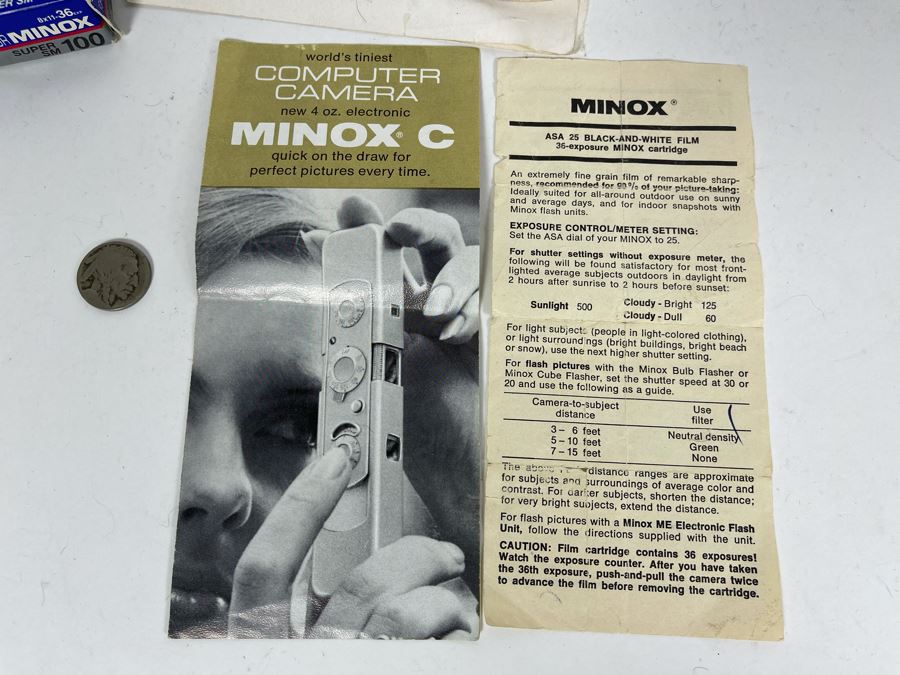 ER SM
8x11·36...
OR MINOX
SUPER SM 100
world's tiniest
COMPUTER
CAMERA
new 4 oz. electronic
MINOX® C
quick on the draw for
perfect pictures every time.
MINOX®
ASA 25 BLACK-AND-WHITE FILM
36-exposure MINOX cartridge
An extremely fine grain film of remarkable sharp-
ness, recommended for 90% of your picture-taking:
Ideally suited for all-around outdoor use on sunny
and average days, and for indoor snapshots with
Minox flash units.
EXPOSURE CONTROL/METER SETTING:
Set the ASA dial of your MINOX to 25.
For shutter settings without exposure meter, the
following will be found satisfactory for most front-
lighted average subjects outdoors in daylight from
2 hours after sunrise to 2 hours before sunset:
Sunlight 500 Cloudy - Bright 125
Cloudy - Dull 60
For light subjects (people in light-colored clothing),
or light surroundings (bright buildings, bright beach
or snow), use the next higher shutter setting.
For flash pictures with the Minox Bulb Flasher or
Minox Cube Flasher, set the shutter speed at 30 or
20 and use the following as a guide.
Camera-to-subject Use
distance filter
3 - 6 feet Neutral density
5 - 10 feet Green
7 - 15 feet None
The above distance ranges are approximate
for subjects and surroundings of average color and
contrast. For darker subjects, shorten the distance;
for very bright subjects, extend the distance.
For flash pictures with a Minox ME Electronic Flash
Unit, follow the directions supplied with the unit.
CAUTION: Film cartridge contains 36 exposures!
Watch the exposure counter. After you have taken
the 36th exposure, push-and-pull the camera twice
to advance the film before removing the cartridge.